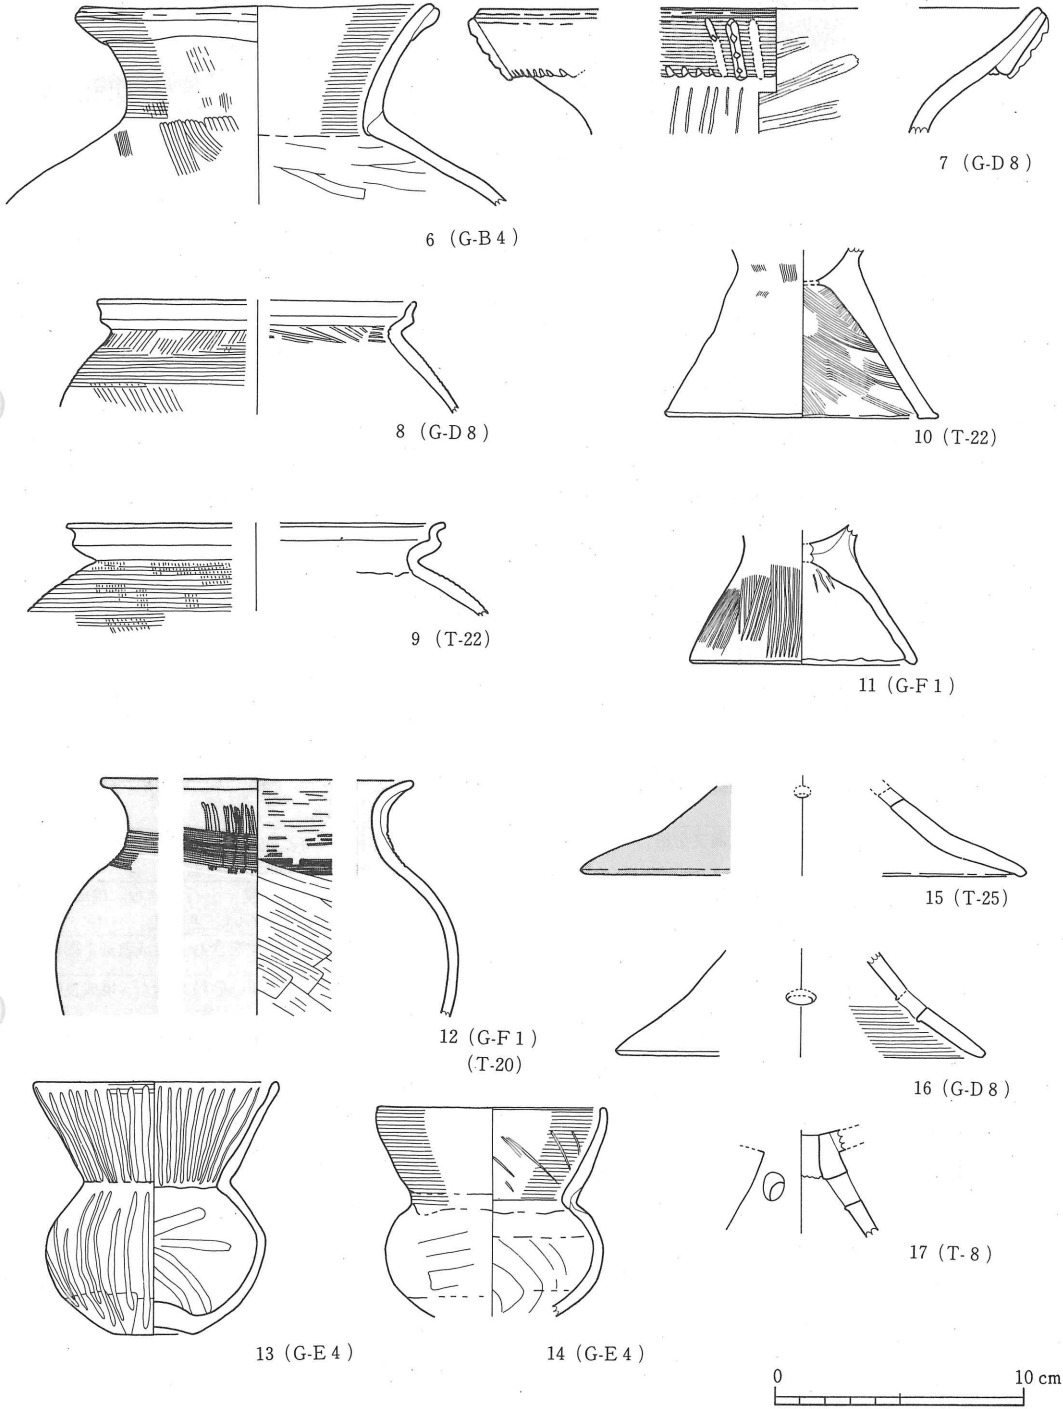 6 (G-B 4)
7 (G-D 8)
8 (G-D 8)
10 (T-22)
9 (T-22)
11 (G-F 1)
12 (G-F 1)
(T-20)
15 (T-25)
16 (G-D 8)
17 (T-8)
13 (G-E 4)
14 (G-E 4)
0 10 cm